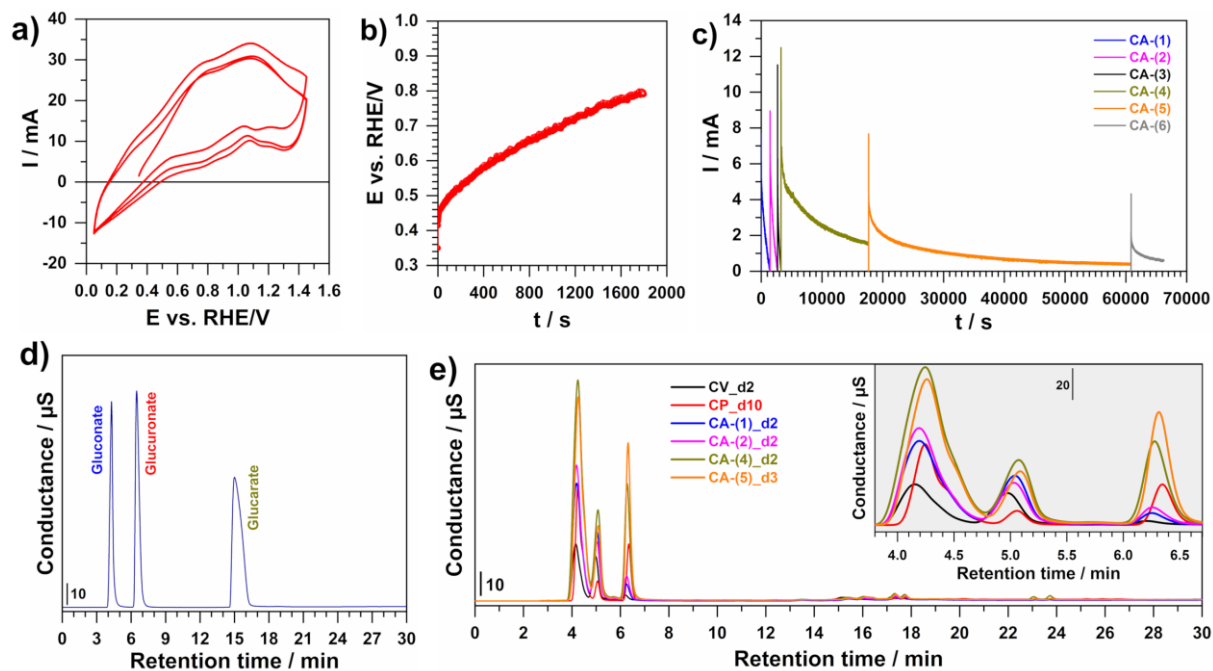 a)
I / mA
40
30
20
10
0
-10
-20
0.0 0.2 0.4 0.6 0.8 1.0 1.2 1.4 1.6
E vs. RHE/V
b)
E vs. RHE/V
1.0
0.9
0.8
0.7
0.6
0.5
0.4
0.3
0 400 800 1200 1600 2000
t / s
c)
I / mA
14
12
10
8
6
4
2
0
CA-(1)
CA-(2)
CA-(3)
CA-(4)
CA-(5)
CA-(6)
0 10000 20000 30000 40000 50000 60000 70000
t / s
d)
Conductance / µS
Gluconate
Glucuronate
Glucarate
10
0 3 6 9 12 15 18 21 24 27 30
Retention time / min
e)
Conductance / µS
CV_d2
CP_d10
CA-(1)_d2
CA-(2)_d2
CA-(4)_d2
CA-(5)_d3
10
0 2 4 6 8 10 12 14 16 18 20 22 24 26 28 30
Retention time / min
Conductance / µS
20
4.0 4.5 5.0 5.5 6.0 6.5
Retention time / min